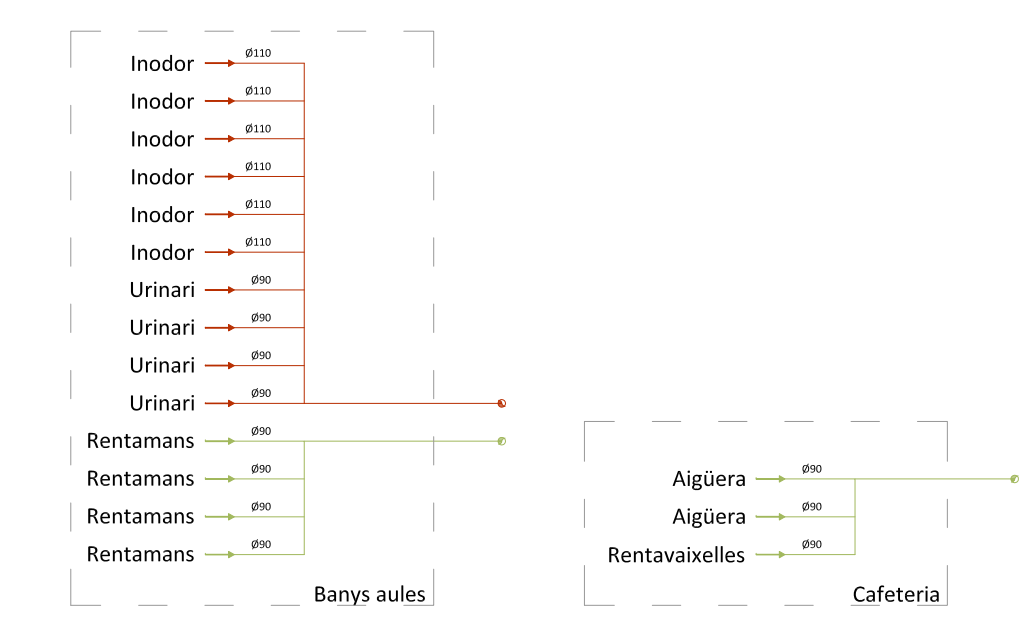 Ø110
Inodor
Ø110
Inodor
Ø110
Inodor
Ø110
Inodor
Ø110
Inodor
Ø110
Inodor
Ø90
Urinari
Ø90
Urinari
Ø90
Urinari
Ø90
Urinari
Ø90
Rentamans
Ø90
Rentamans
Ø90
Rentamans
Ø90
Rentamans
Banys aules
Ø90
Aigüera
Ø90
Aigüera
Ø90
Rentavaixelles
Cafeteria